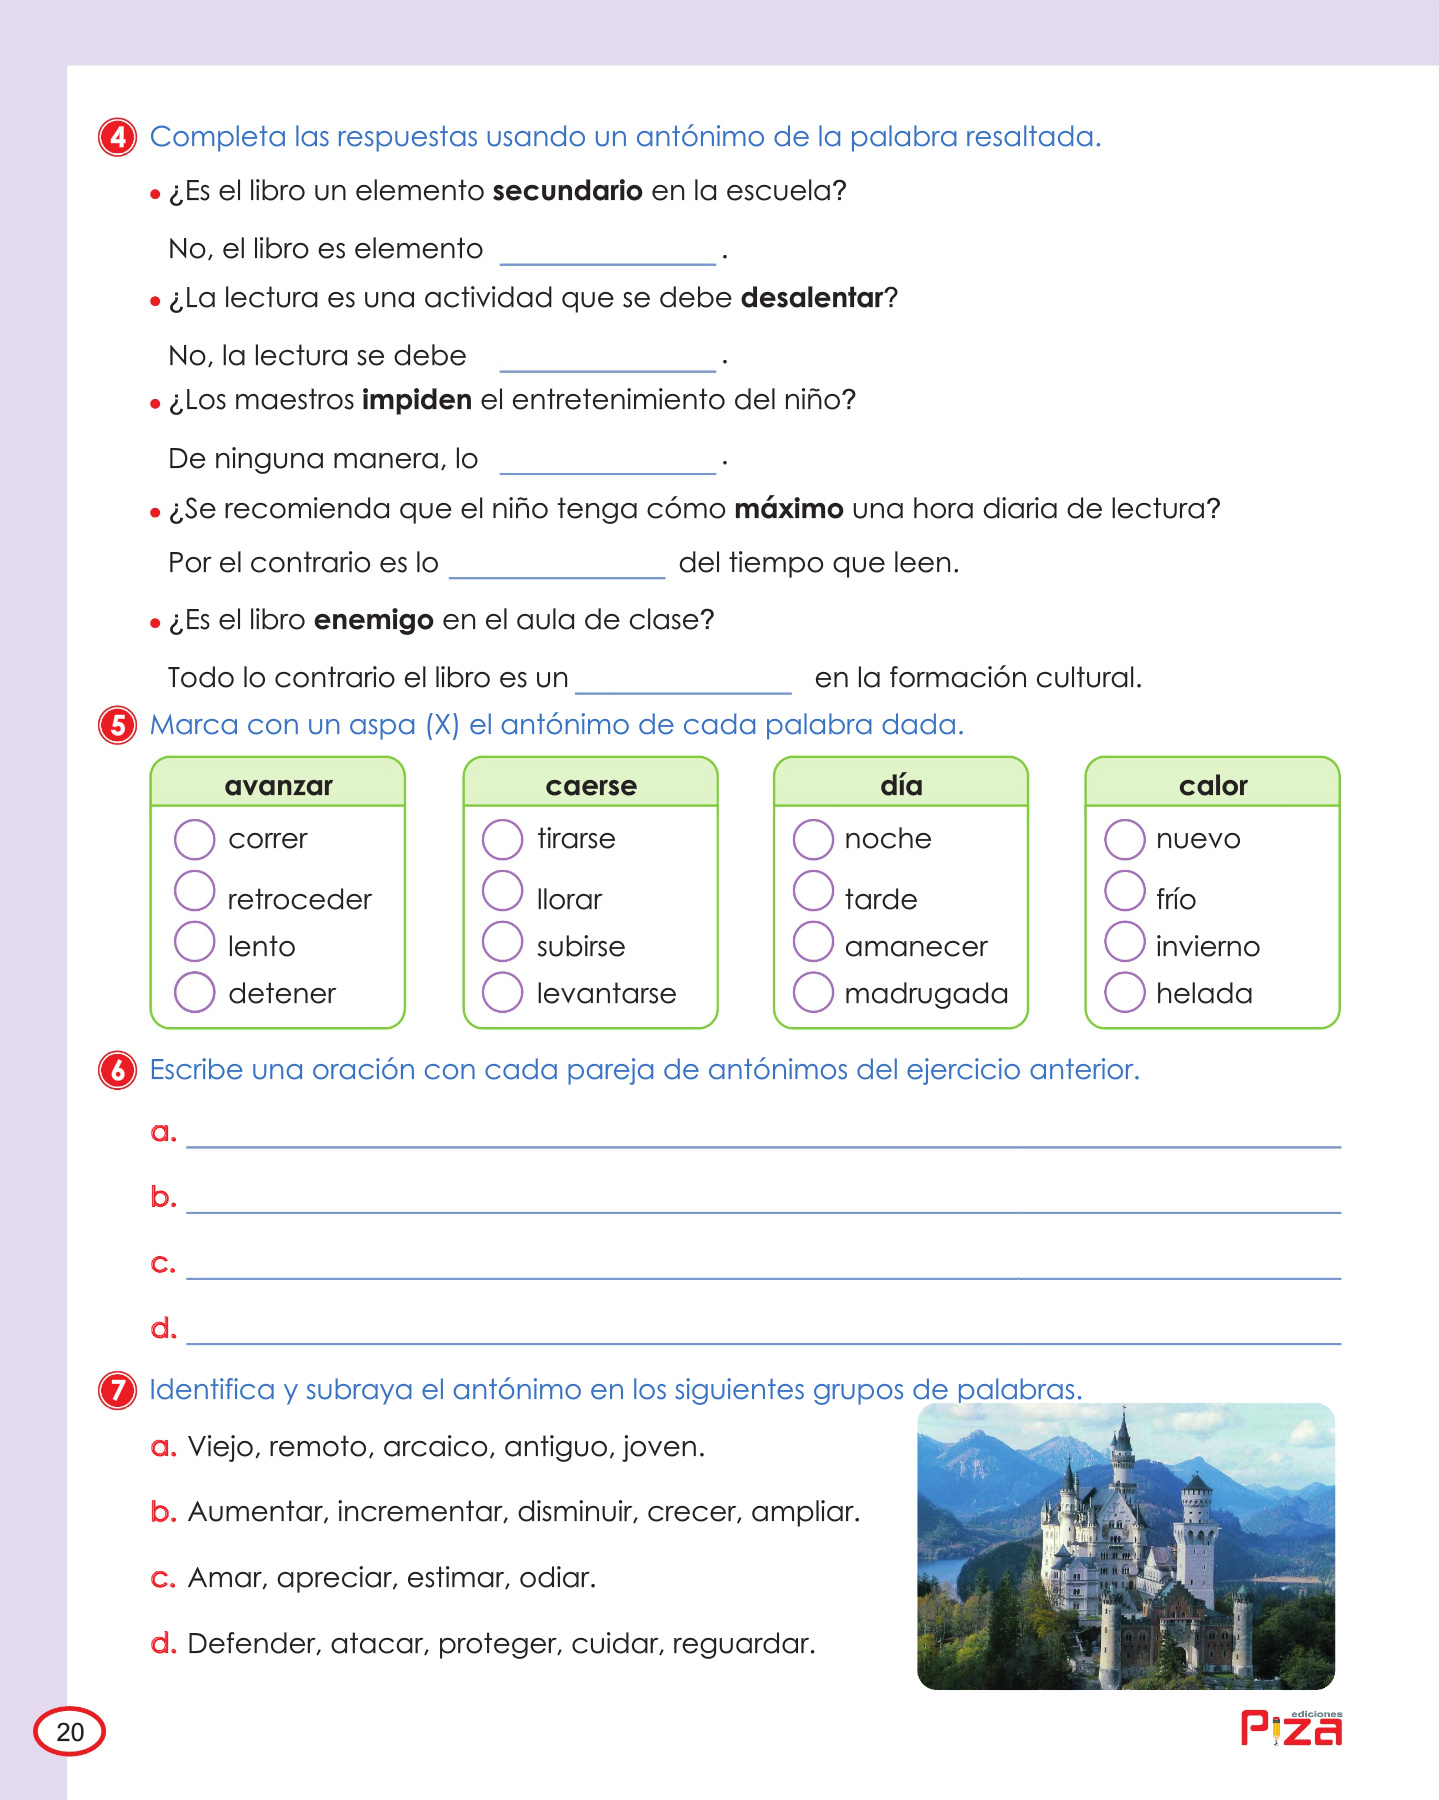 4 Completa las respuestas usando un antónimo de la palabra resaltada.
• ¿Es el libro un elemento secundario en la escuela?
No, el libro es elemento ______________.
• ¿La lectura es una actividad que se debe desalentar?
No, la lectura se debe ______________.
• ¿Los maestros impiden el entretenimiento del niño?
De ninguna manera, lo ______________.
• ¿Se recomienda que el niño tenga cómo máximo una hora diaria de lectura?
Por el contrario es lo ______________ del tiempo que leen.
• ¿Es el libro enemigo en el aula de clase?
Todo lo contrario el libro es un ______________ en la formación cultural.
5 Marca con un aspa (X) el antónimo de cada palabra dada.
avanzar
correr
retroceder
lento
detener
caerse
tirarse
llorar
subirse
levantarse
día
noche
tarde
amanecer
madrugada
calor
nuevo
frío
invierno
helada
6 Escribe una oración con cada pareja de antónimos del ejercicio anterior.
a.
b.
c.
d.
7 Identifica y subraya el antónimo en los siguientes grupos de palabras.
a. Viejo, remoto, arcaico, antiguo, joven.
b. Aumentar, incrementar, disminuir, crecer, ampliar.
c. Amar, apreciar, estimar, odiar.
d. Defender, atacar, proteger, cuidar, reguardar.
20
ediciones
Piza